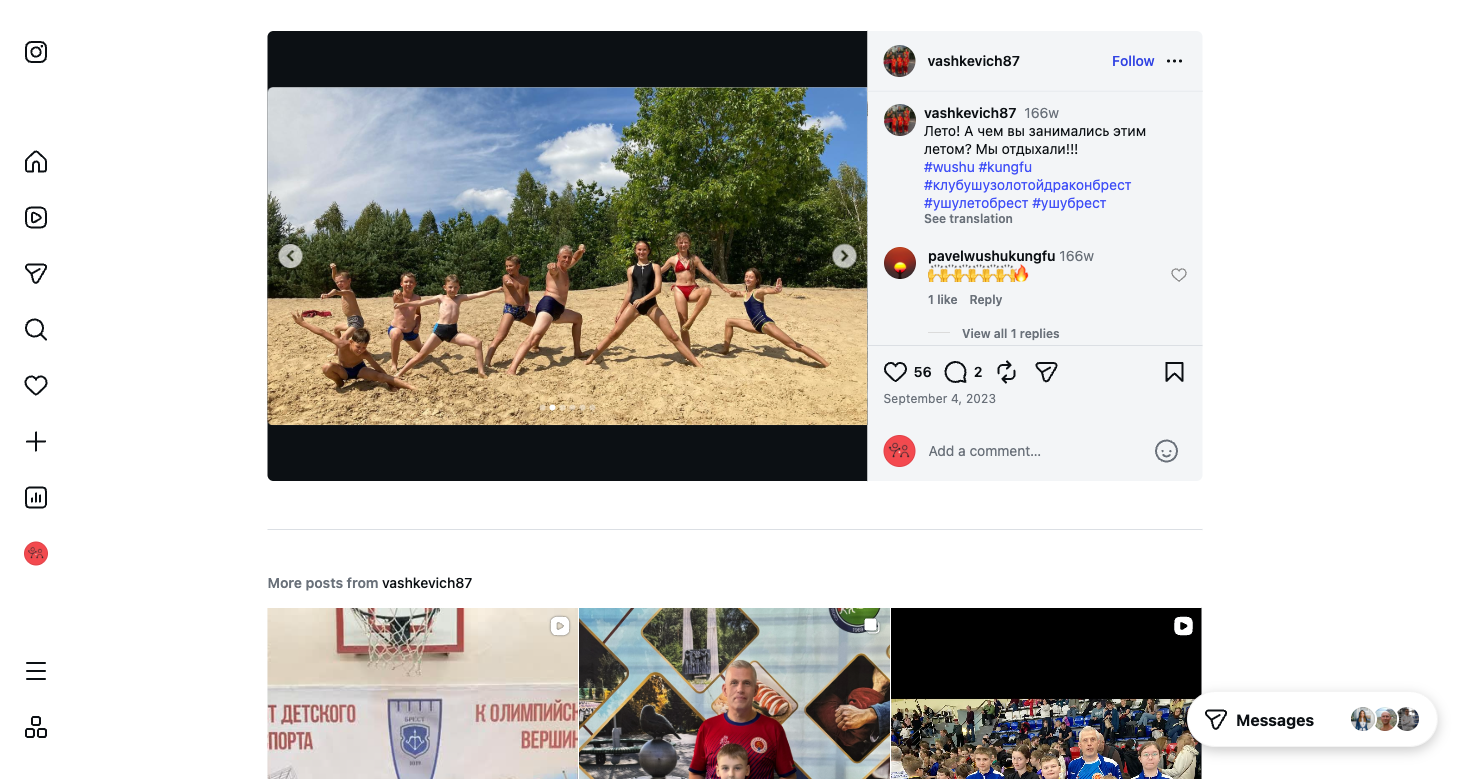 vashkevich87
Follow
vashkevich87 166w
Лето! А чем вы занимались этим
летом? Мы отдыхали!!!
#wushu #kungfu
#клубушузолотойдраконбрест
#ушулетобрест #ушубрест
See translation
pavelwushukungfu 166w
🙌🙌🙌🙌🙌🔥
1 like Reply
View all 1 replies
56 2
September 4, 2023
Add a comment...
More posts from vashkevich87
Т ДЕТСКОГО
ПОРТА
БРЕСТ
1019
К ОЛИМПИЙСК
ВЕРШИН
Messages